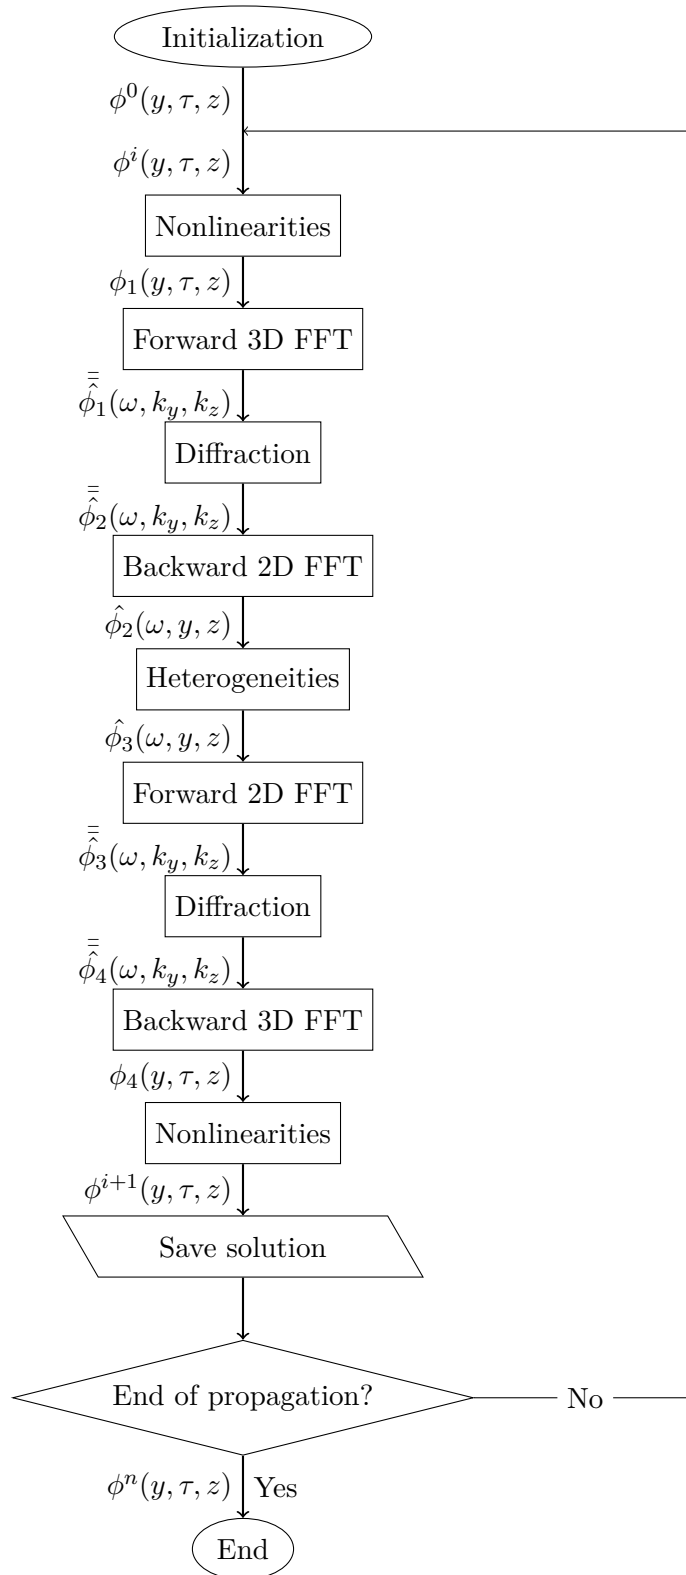 Initialization
ϕ⁰(y, τ, z)
ϕⁱ(y, τ, z)
Nonlinearities
ϕ₁(y, τ, z)
Forward 3D FFT
ϕ̂̿₁(ω, k_y, k_z)
Diffraction
ϕ̂̿₂(ω, k_y, k_z)
Backward 2D FFT
ϕ̂₂(ω, y, z)
Heterogeneities
ϕ̂₃(ω, y, z)
Forward 2D FFT
ϕ̂̿₃(ω, k_y, k_z)
Diffraction
ϕ̂̿₄(ω, k_y, k_z)
Backward 3D FFT
ϕ₄(y, τ, z)
Nonlinearities
ϕⁱ⁺¹(y, τ, z)
Save solution
End of propagation? No
ϕⁿ(y, τ, z) Yes
End